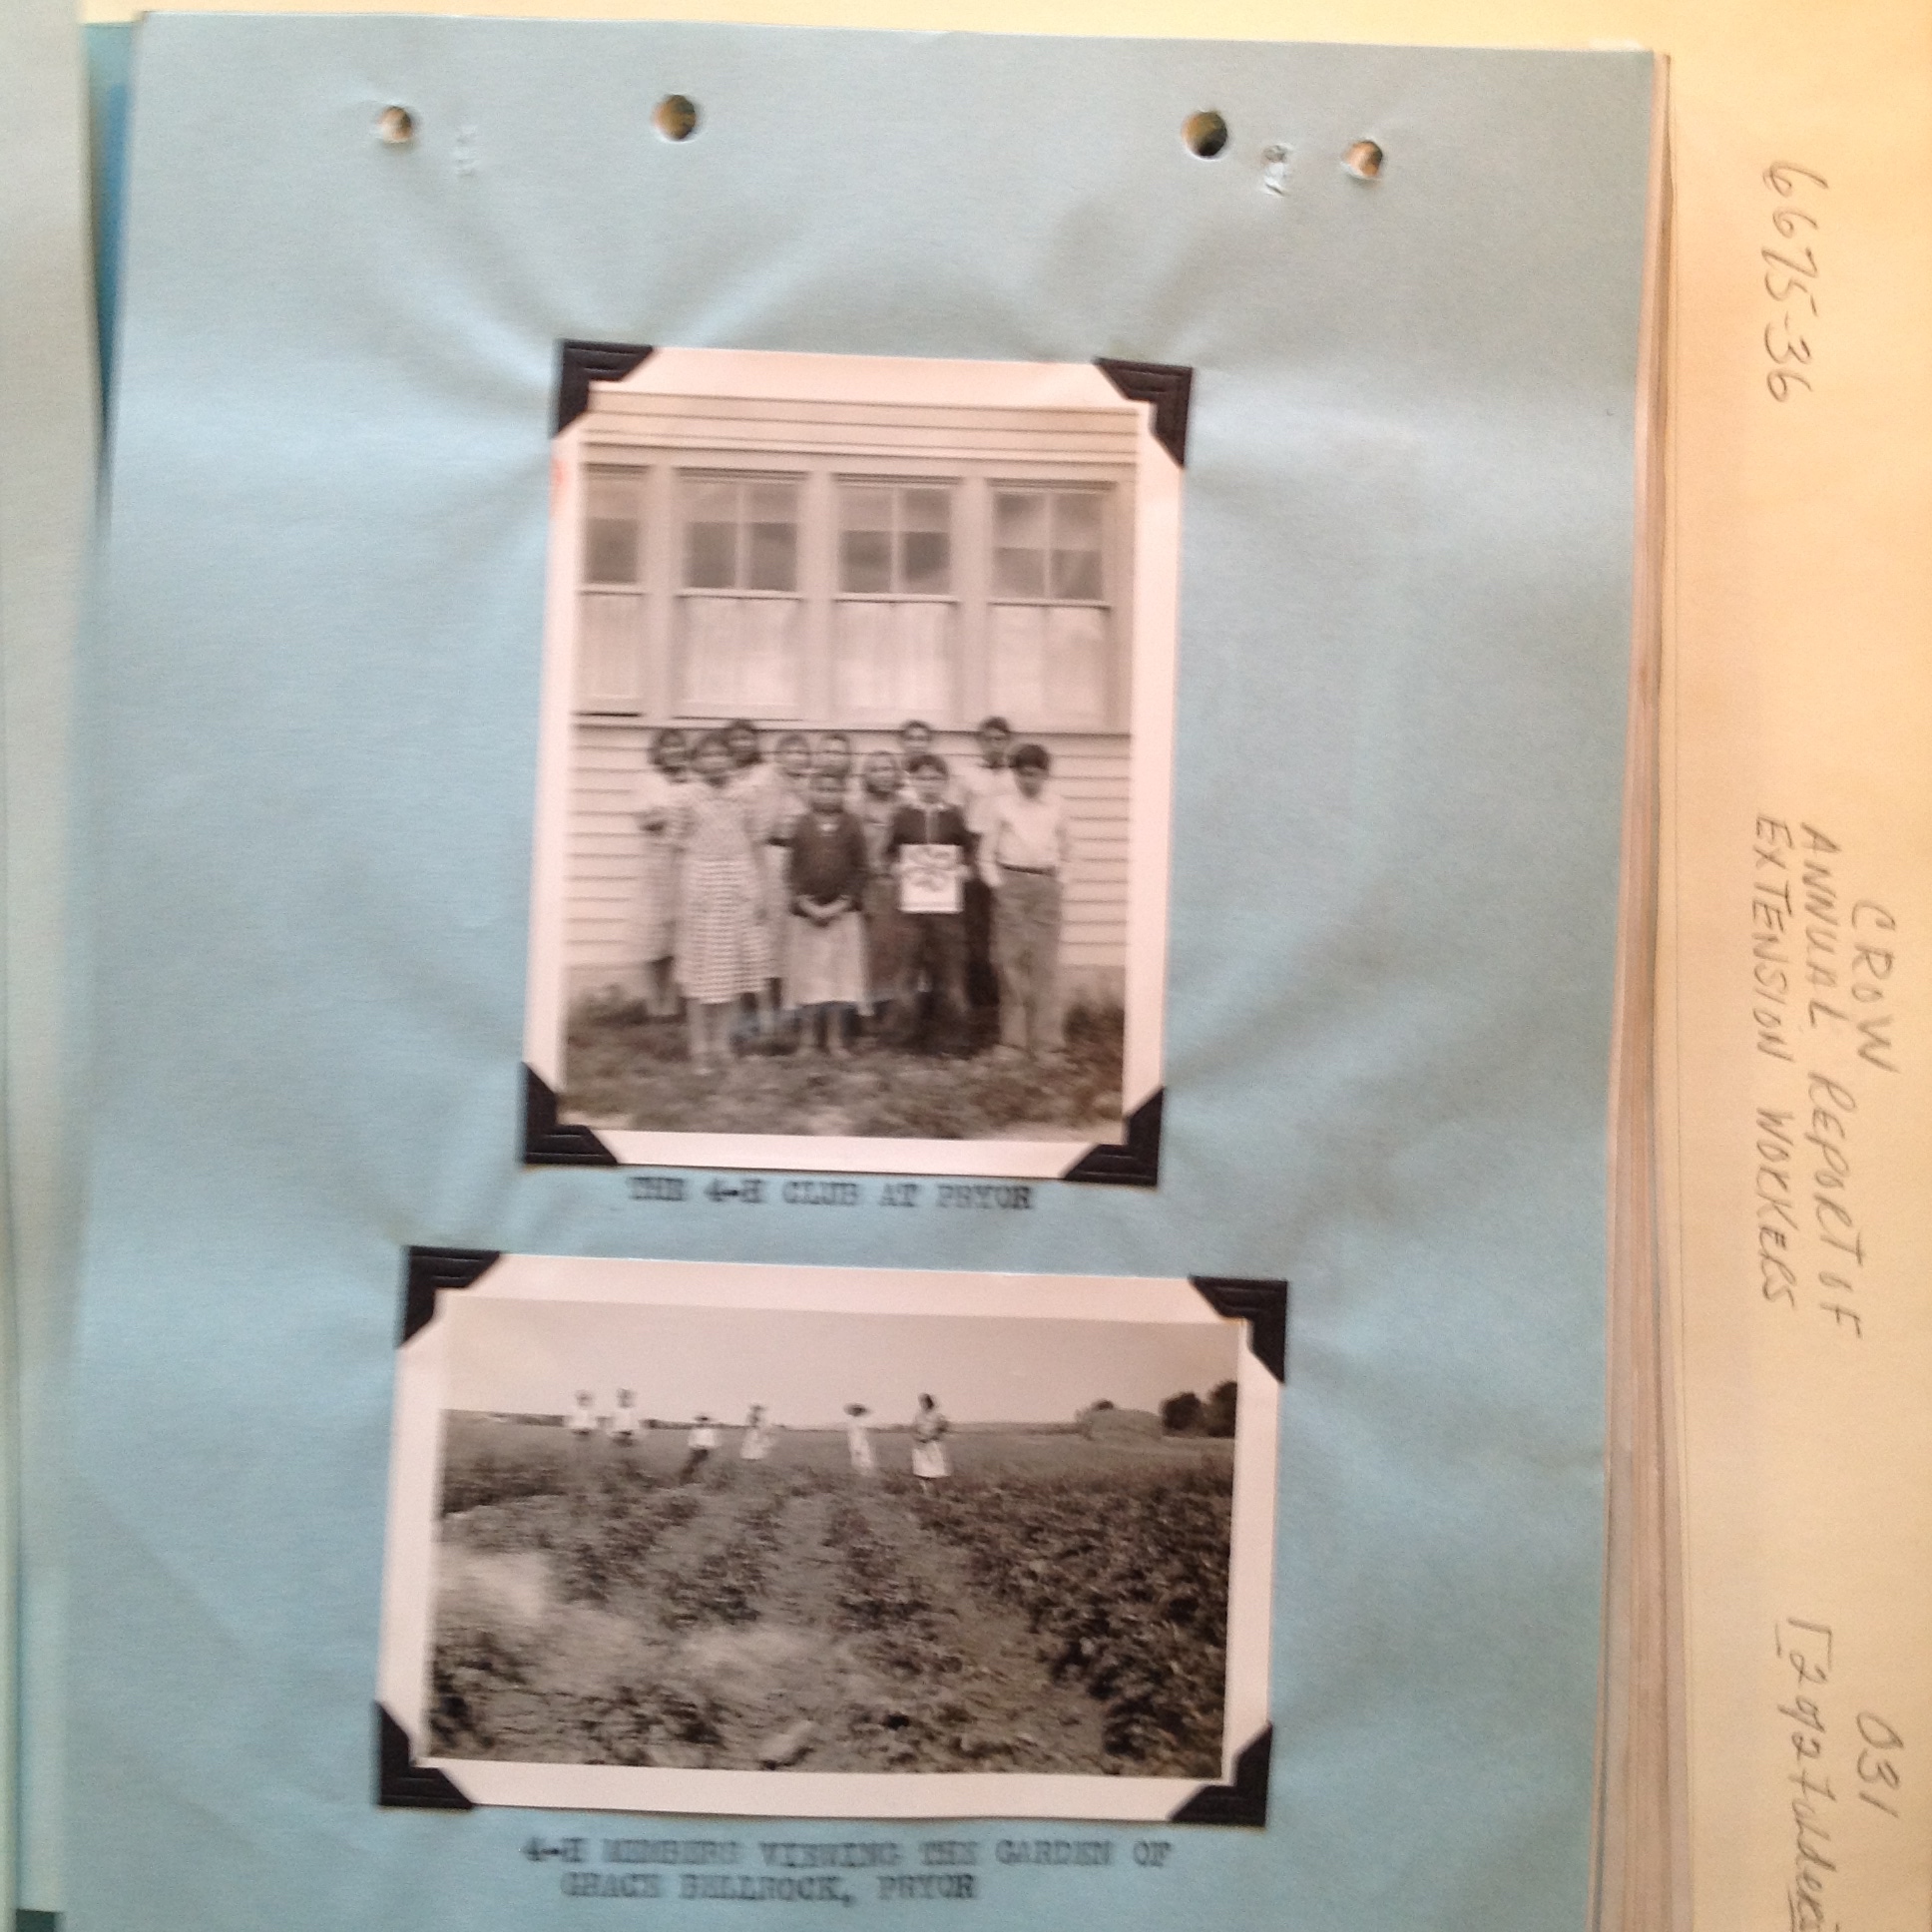 THE 4-H CLUB AT PRYOR
4-H MEMBERS VIEWING THE GARDEN OF
GRACE BELLROCK, PRYOR
6675-36
CROW
ANNUAL REPORT OF
EXTENSION WORKERS
031
[2 of 2 folders